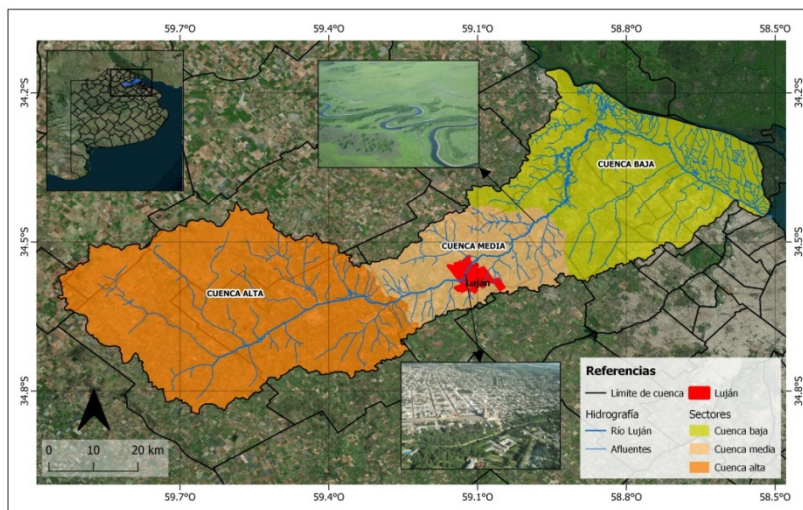 59.7°O 59.4°O 59.1°O 58.8°O 58.5°O
34.2°S 34.2°S
CUENCA BAJA
34.5°S 34.5°S
CUENCA MEDIA
CUENCA ALTA
Luján
34.8°S 34.8°S
Referencias
Límite de cuenca
Luján
Hidrografía
Sectores
Río Luján
Cuenca baja
Afluentes
Cuenca media
Cuenca alta
0 10 20 km
59.7°O 59.4°O 59.1°O 58.8°O 58.5°O